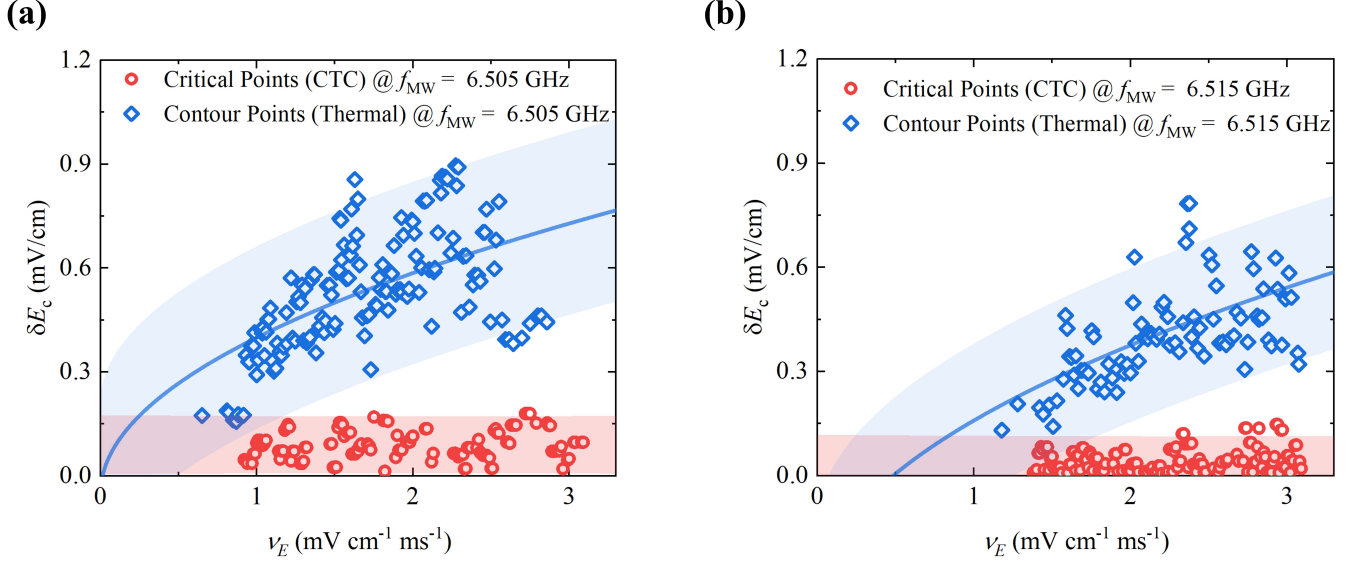 (a)
1.2
0.9
0.6
0.3
0.0
δEc (mV/cm)
Critical Points (CTC) @ fMW = 6.505 GHz
Contour Points (Thermal) @ fMW = 6.505 GHz
0
1
2
3
νE (mV cm-1 ms-1)
(b)
1.2
0.9
0.6
0.3
0.0
δEc (mV/cm)
Critical Points (CTC) @ fMW = 6.515 GHz
Contour Points (Thermal) @ fMW = 6.515 GHz
0
1
2
3
νE (mV cm-1 ms-1)